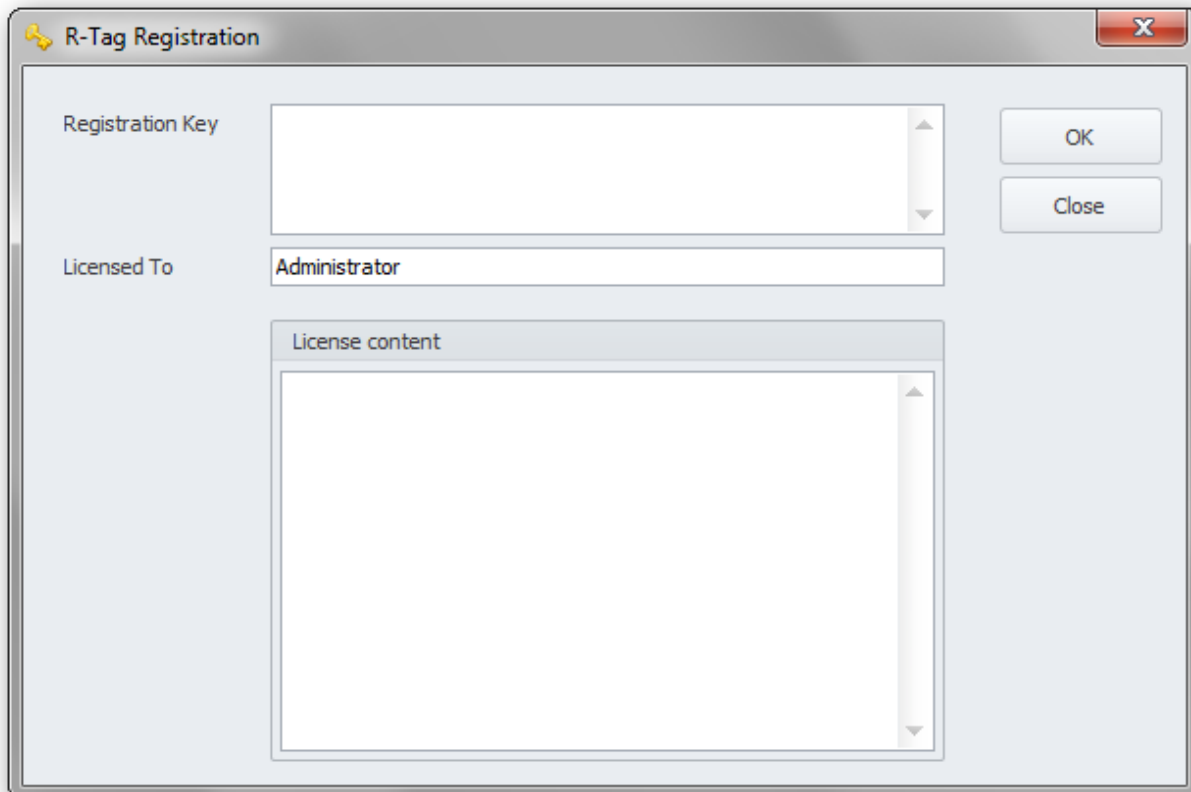 R-Tag Registration
X
Registration Key
OK
Close
Licensed To
Administrator
License content